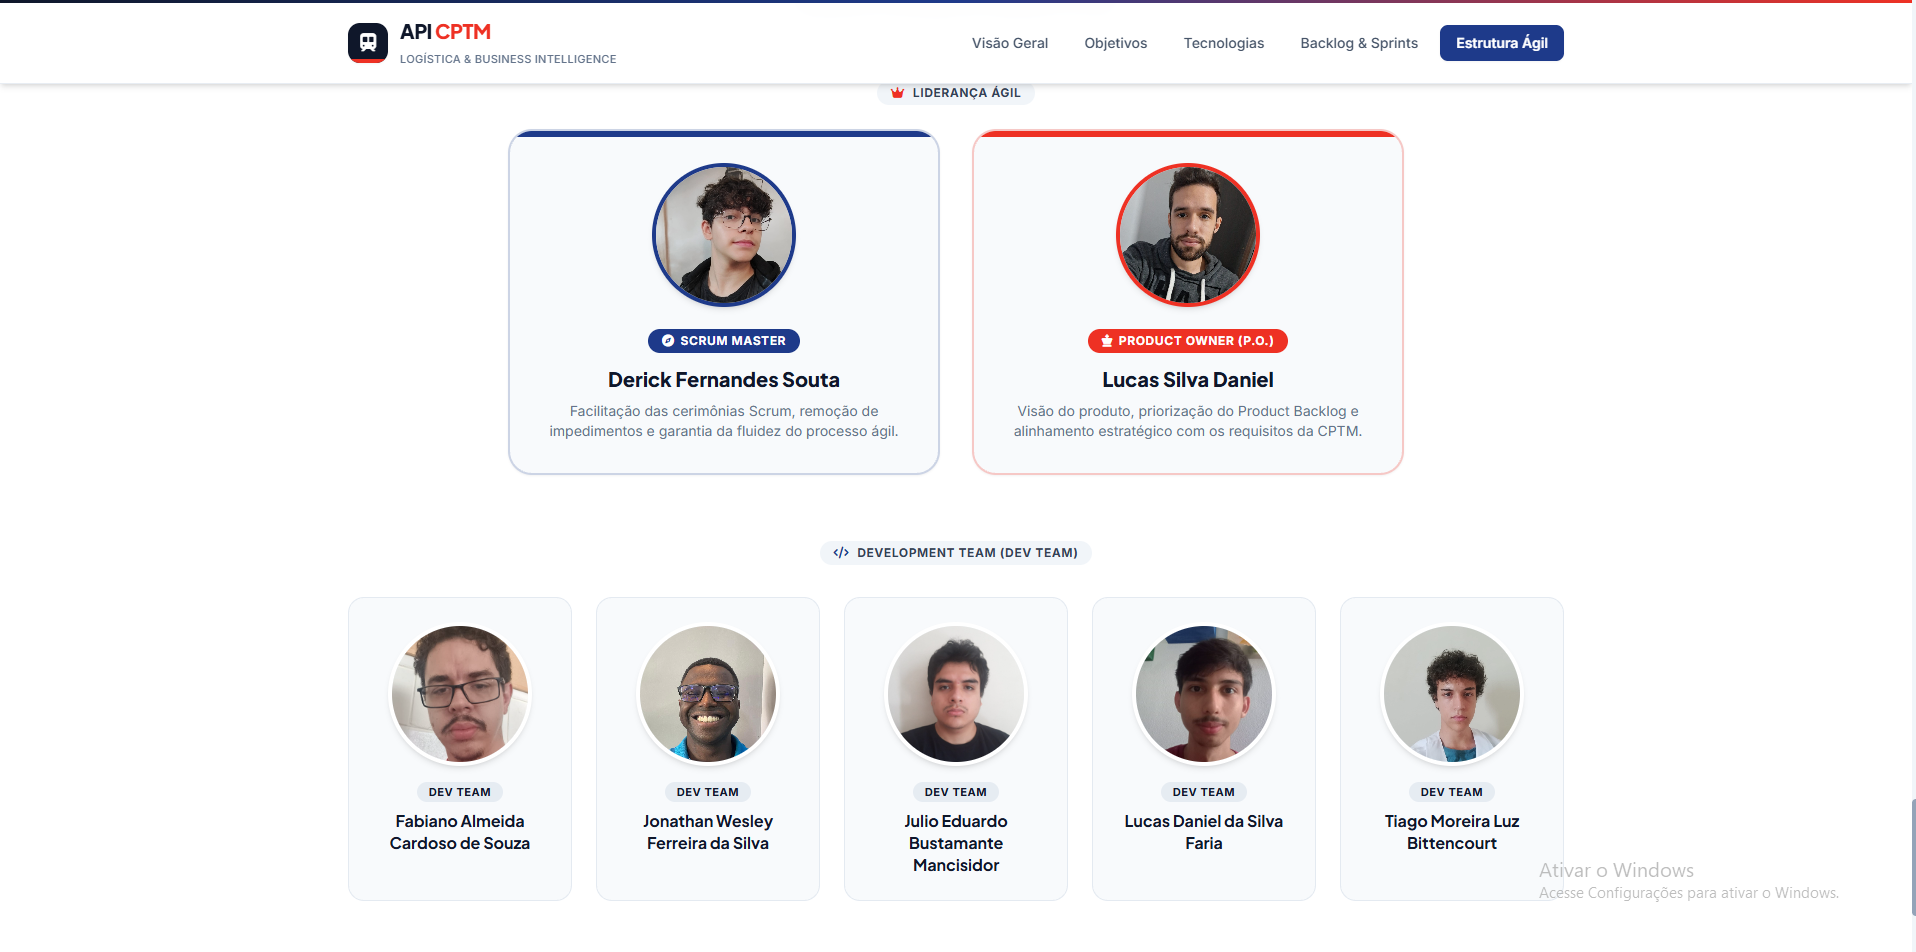 API CPTM
LOGÍSTICA & BUSINESS INTELLIGENCE
Visão Geral
Objetivos
Tecnologias
Backlog & Sprints
Estrutura Ágil
LIDERANÇA ÁGIL
SCRUM MASTER
Derick Fernandes Souta
Facilitação das cerimônias Scrum, remoção de
impedimentos e garantia da fluidez do processo ágil.
PRODUCT OWNER (P.O.)
Lucas Silva Daniel
Visão do produto, priorização do Product Backlog e
alinhamento estratégico com os requisitos da CPTM.
</> DEVELOPMENT TEAM (DEV TEAM)
DEV TEAM
Fabiano Almeida
Cardoso de Souza
DEV TEAM
Jonathan Wesley
Ferreira da Silva
DEV TEAM
Julio Eduardo
Bustamante
Mancisidor
DEV TEAM
Lucas Daniel da Silva
Faria
DEV TEAM
Tiago Moreira Luz
Bittencourt
Ativar o Windows
Acesse Configurações para ativar o Windows.